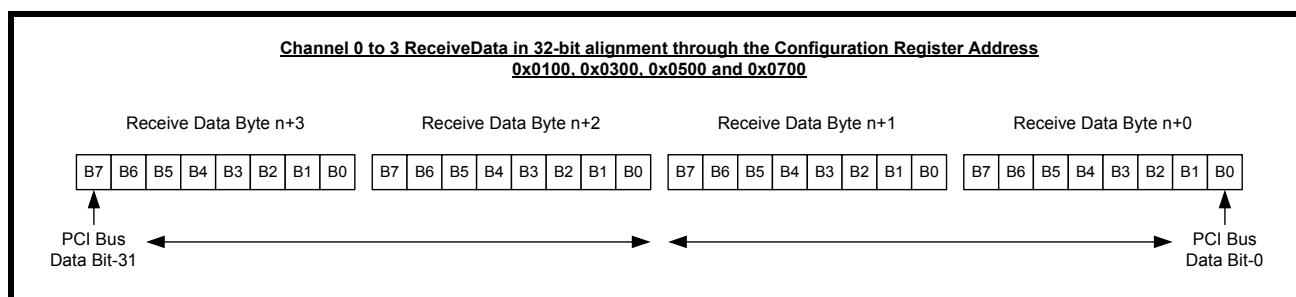 Channel 0 to 3 ReceiveData in 32-bit alignment through the Configuration Register Address
0x0100, 0x0300, 0x0500 and 0x0700
Receive Data Byte n+3 Receive Data Byte n+2 Receive Data Byte n+1 Receive Data Byte n+0
B7 B6 B5 B4 B3 B2 B1 B0 B7 B6 B5 B4 B3 B2 B1 B0 B7 B6 B5 B4 B3 B2 B1 B0 B7 B6 B5 B4 B3 B2 B1 B0
PCI Bus PCI Bus
Data Bit-31 Data Bit-0